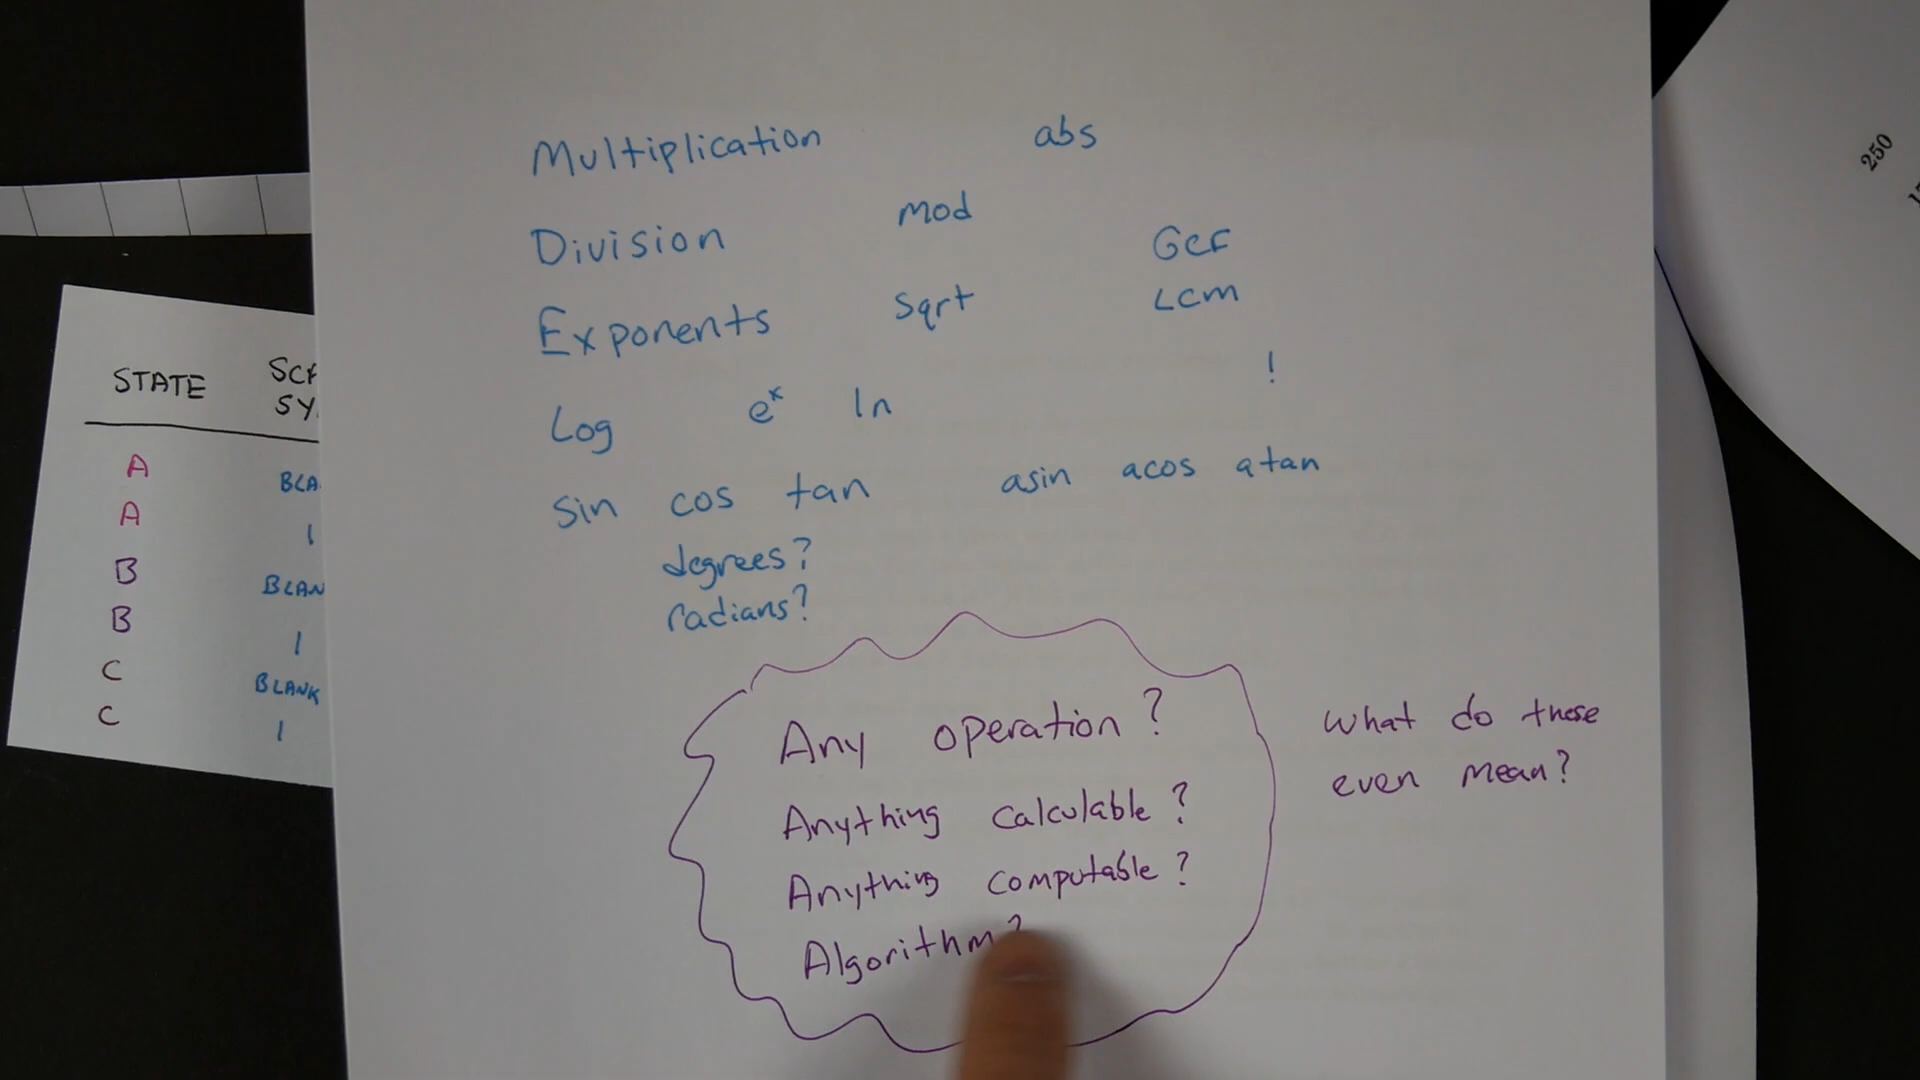 Multiplication abs
Division mod GCF
Exponents Sqrt LCM
Log e^x ln !
Sin cos tan asin acos atan
degrees?
radians?
Any operation?
Anything calculable?
Anything computable?
Algorithm?
What do these
even mean?
STATE
A
A 1
B
B 1
C BLANK
C 1
250